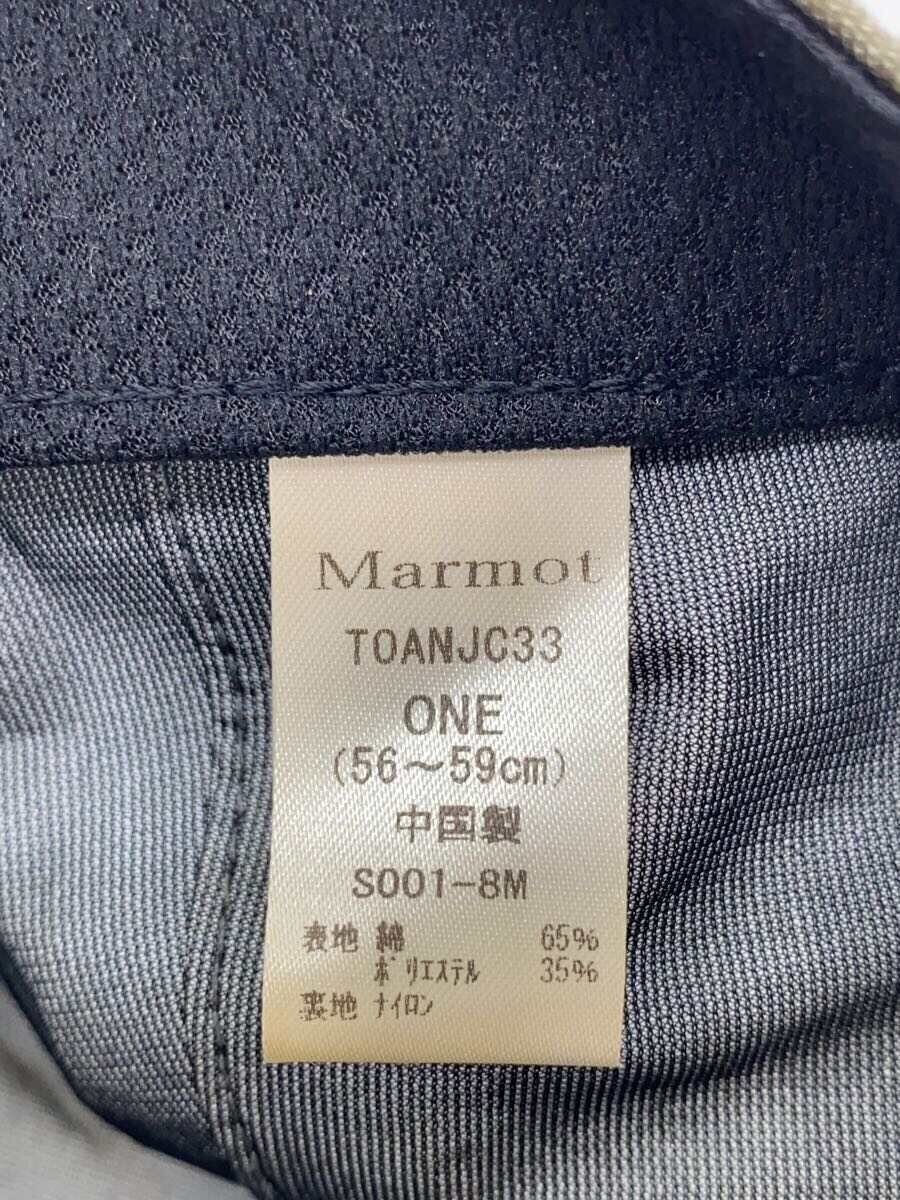 Marmot
TOANJC33
ONE
(56～59cm)
中国製
S001-8M
表地 綿 65%
ポリエステル 35%
裏地 ナイロン